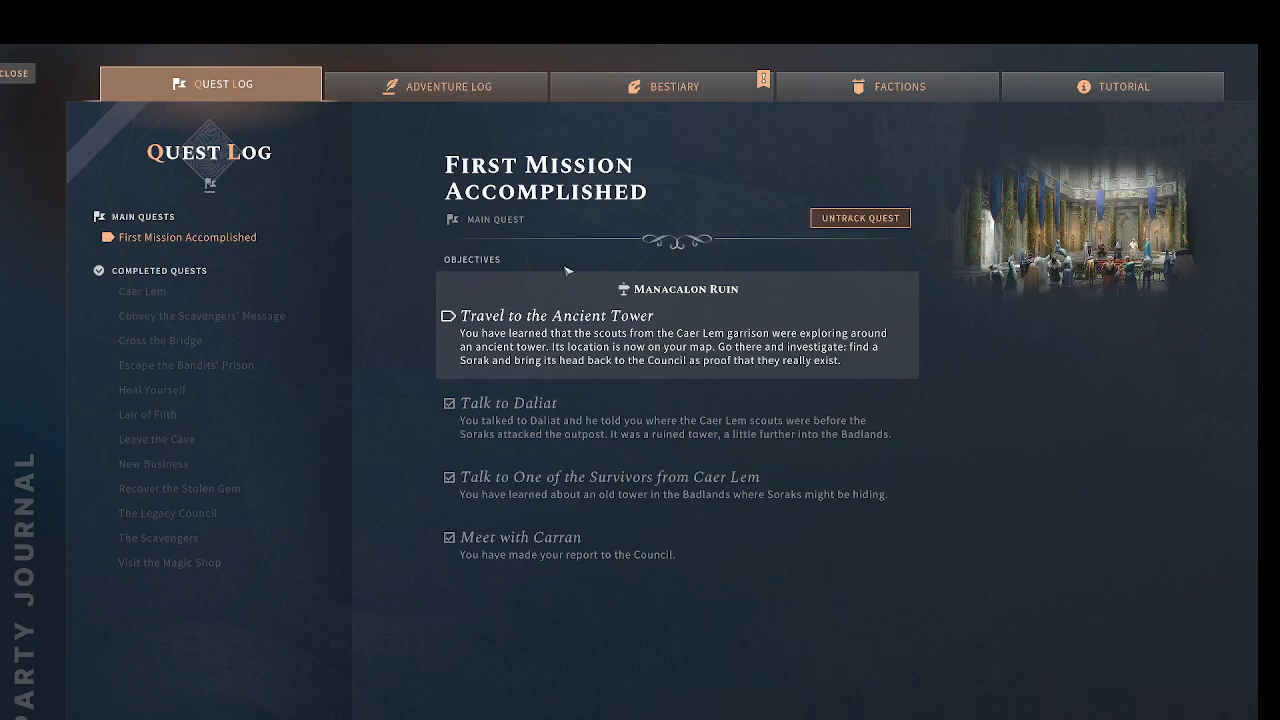 CLOSE
QUEST LOG
ADVENTURE LOG
BESTIARY
FACTIONS
TUTORIAL
PARTY JOURNAL
QUEST LOG
MAIN QUESTS
First Mission Accomplished
COMPLETED QUESTS
Caer Lem
Convey the Scavengers' Message
Cross the Bridge
Escape the Bandits' Prison
Heal Yourself
Lair of Filth
Leave the Cave
New Business
Recover the Stolen Gem
The Legacy Council
The Scavengers
Visit the Magic Shop
FIRST MISSION
ACCOMPLISHED
MAIN QUEST
UNTRACK QUEST
OBJECTIVES
MANACALON RUIN
Travel to the Ancient Tower
You have learned that the scouts from the Caer Lem garrison were exploring around
an ancient tower. Its location is now on your map. Go there and investigate: find a
Sorak and bring its head back to the Council as proof that they really exist.
Talk to Daliat
You talked to Daliat and he told you where the Caer Lem scouts were before the
Soraks attacked the outpost. It was a ruined tower, a little further into the Badlands.
Talk to One of the Survivors from Caer Lem
You have learned about an old tower in the Badlands where Soraks might be hiding.
Meet with Carran
You have made your report to the Council.